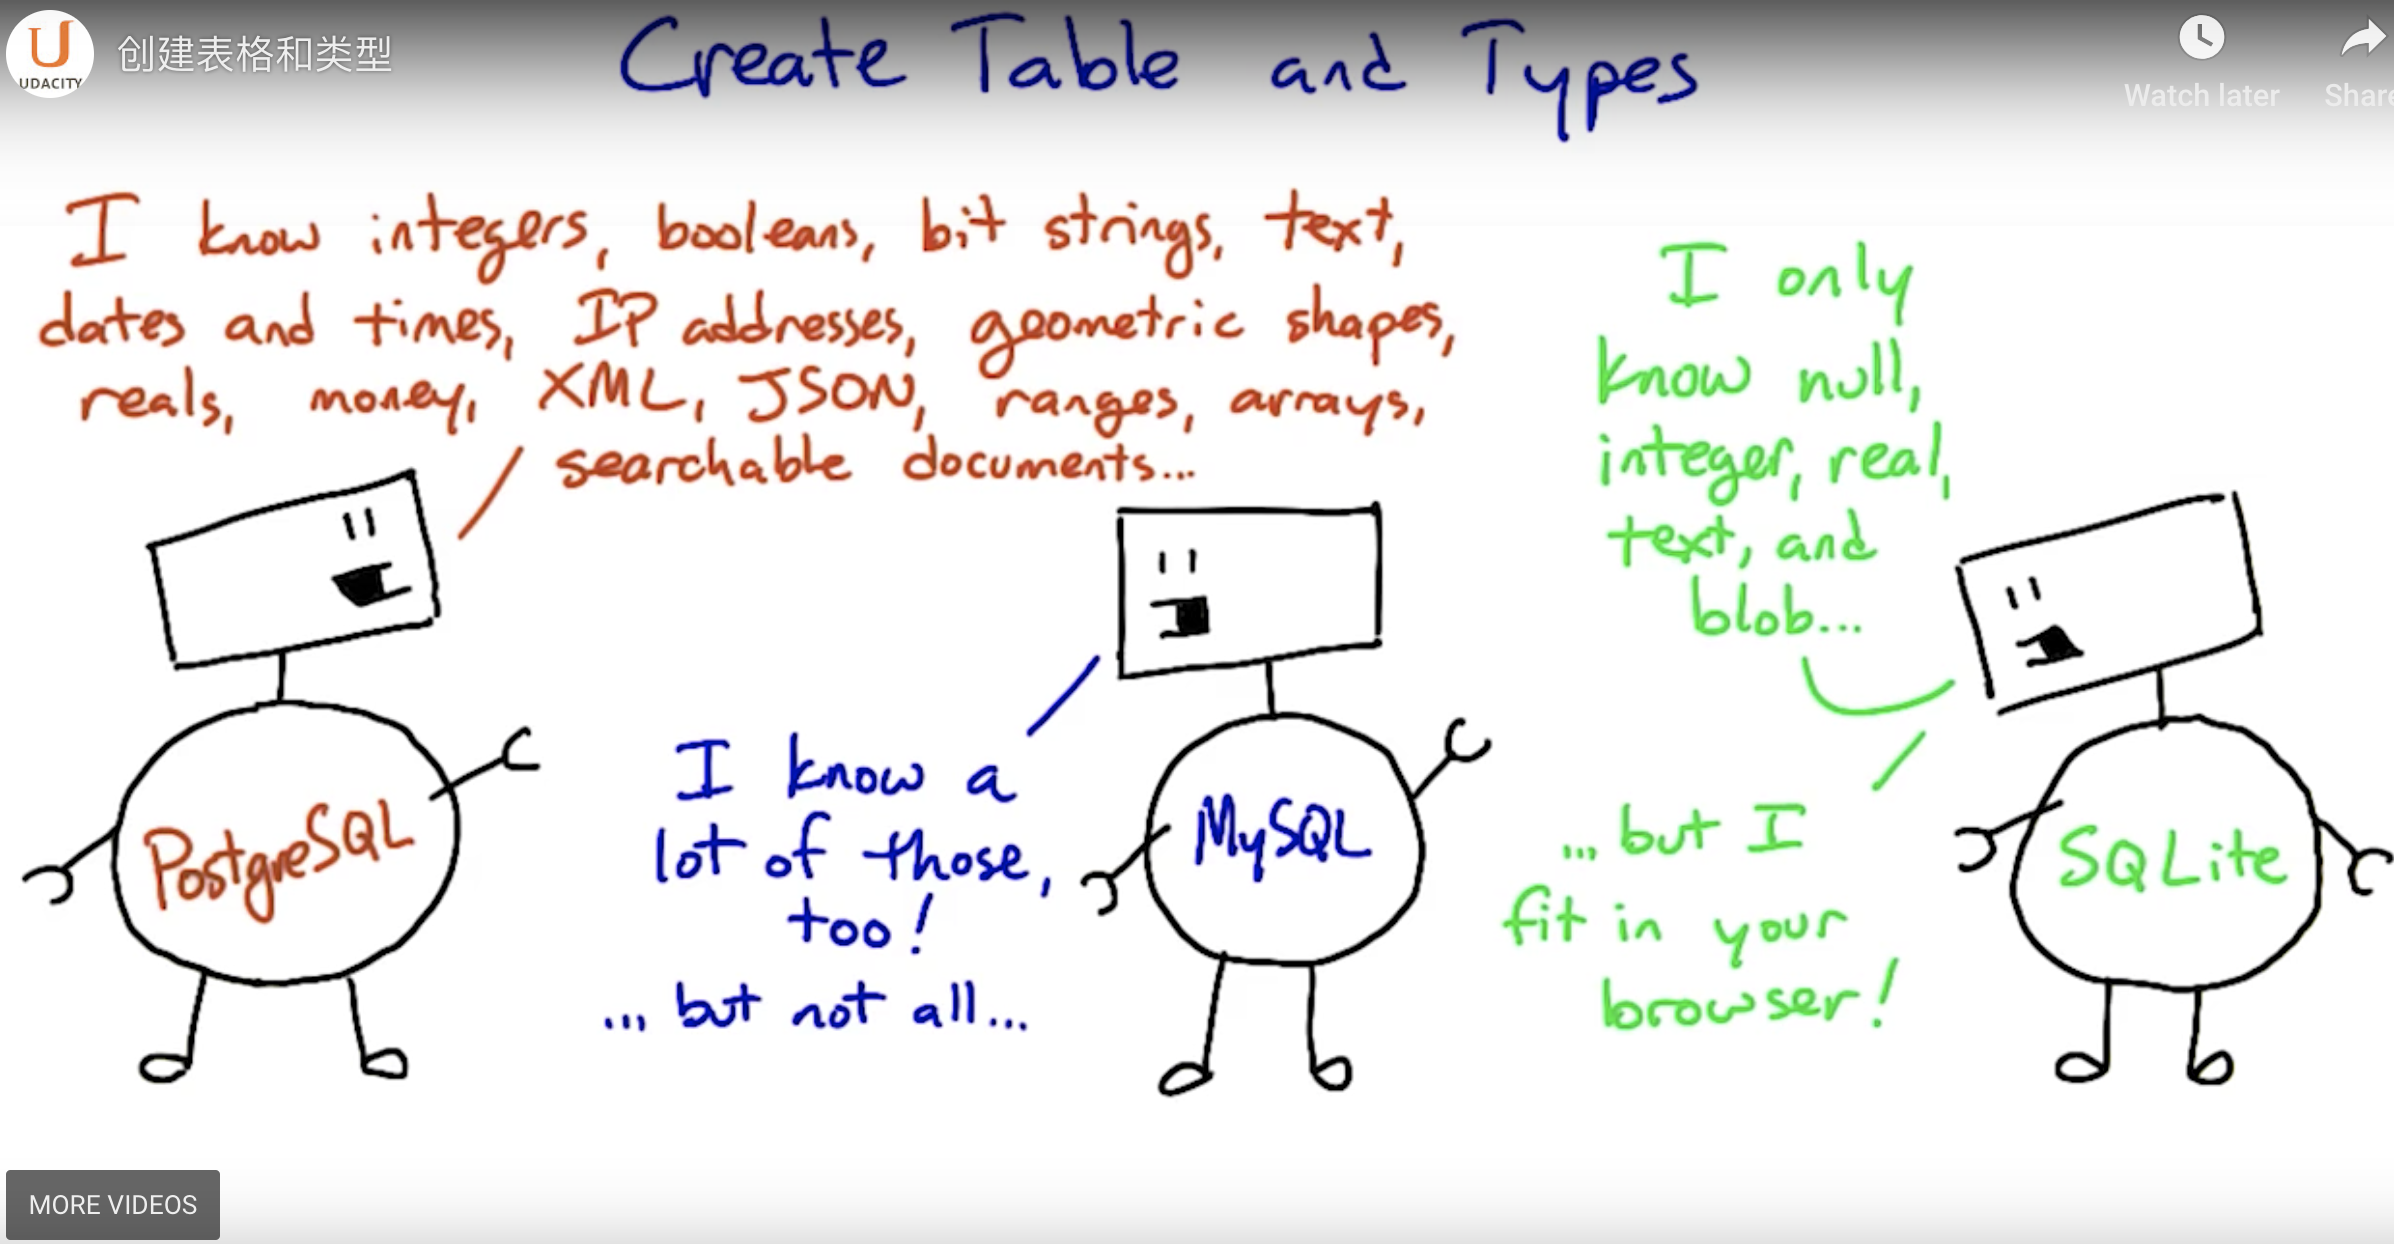 UDACITY
创建表格和类型
Create Table and Types
Watch later
Share
I know integers, booleans, bit strings, text,
dates and times, IP addresses, geometric shapes,
reals, money, XML, JSON, ranges, arrays,
searchable documents...
I only
know null,
integer, real,
text, and
blob...
PostgreSQL
I know a
lot of those,
too!
... but not all...
MySQL
... but I
fit in your
browser!
SQLite
MORE VIDEOS